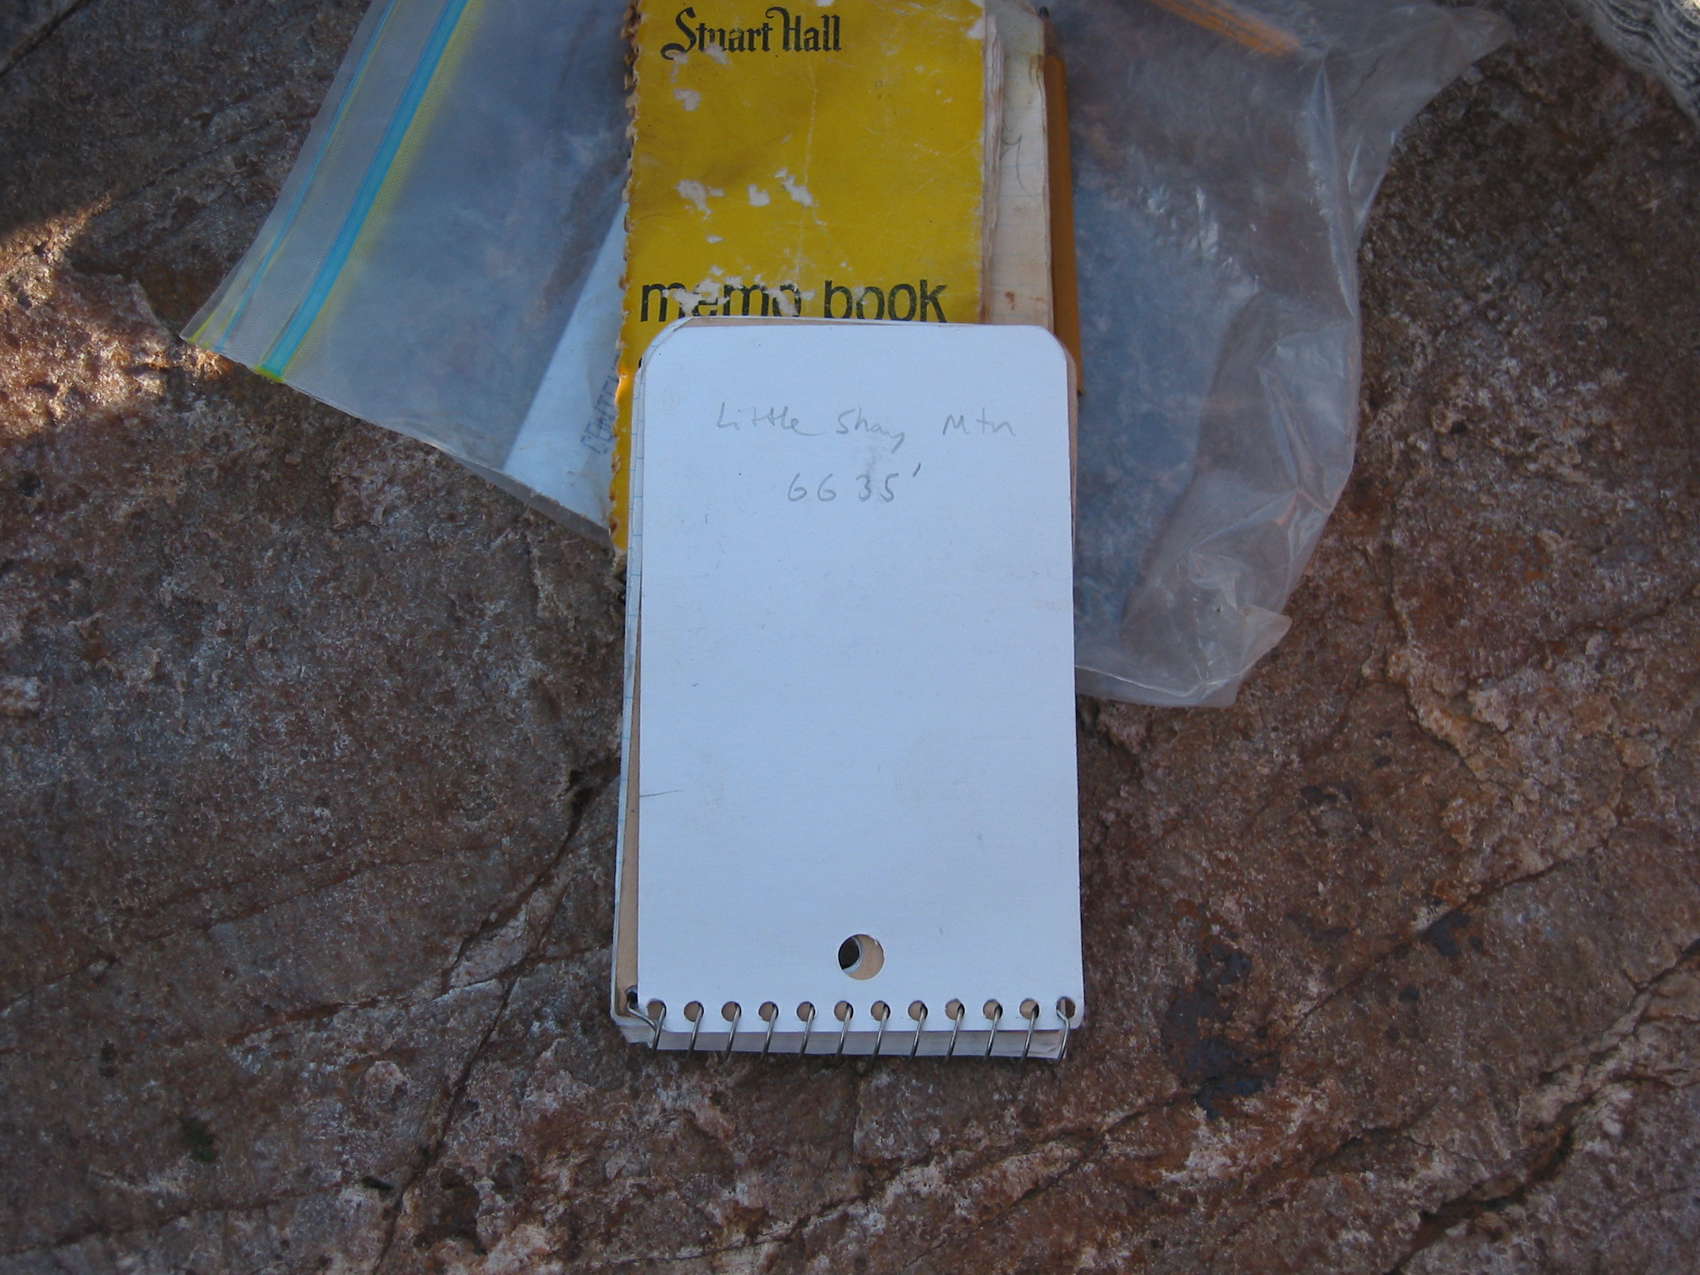 Stuart Hall
memo book
Little Shay Mtn
6635'